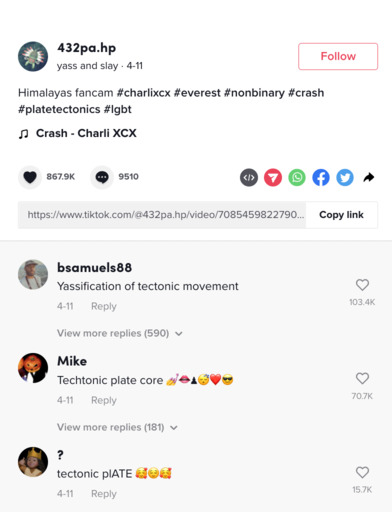 432pa.hp
yass and slay · 4-11
Follow
Himalayas fancam #charlixcx #everest #nonbinary #crash
#platetectonics #lgbt
♫ Crash - Charli XCX
867.9K
9510
https://www.tiktok.com/@432pa.hp/video/7085459822790...
Copy link
bsamuels88
Yassification of tectonic movement
103.4K
4-11 Reply
View more replies (590)
Mike
Techtonic plate core 💅🫦♟😴❤️😎
70.7K
4-11 Reply
View more replies (181)
?
tectonic plATE 🥰☺️🥰
15.7K
4-11 Reply